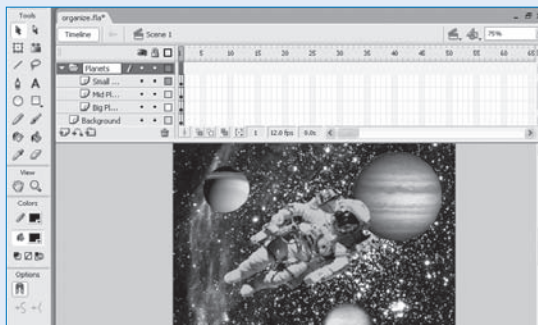 Tools
organize.fla*
Timeline
Scene 1
75%
5 10 15 20 25 30 35 40 45 50 55 60 65
Planets
Small ...
Mid Pl...
Big Pl...
Background
1 12.0 fps 0.0s
A
View
Colors
Options